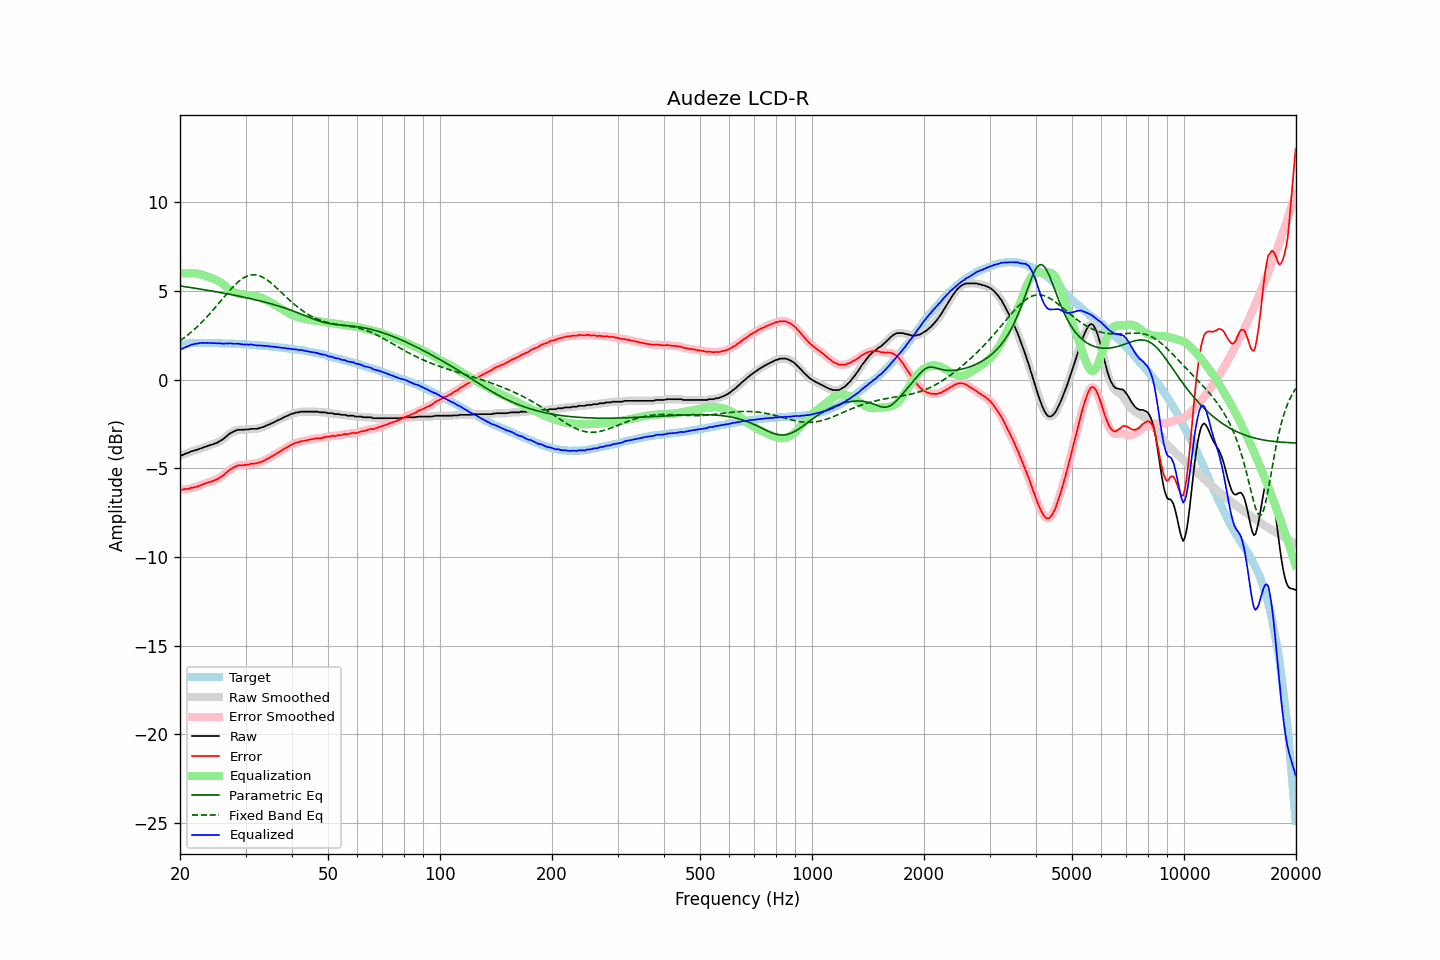 Audeze LCD-R
Amplitude (dBr)
10
5
0
−5
−10
−15
−20
−25
Target
Raw Smoothed
Error Smoothed
Raw
Error
Equalization
Parametric Eq
Fixed Band Eq
Equalized
20 50 100 200 500 1000 2000 5000 10000 20000
Frequency (Hz)